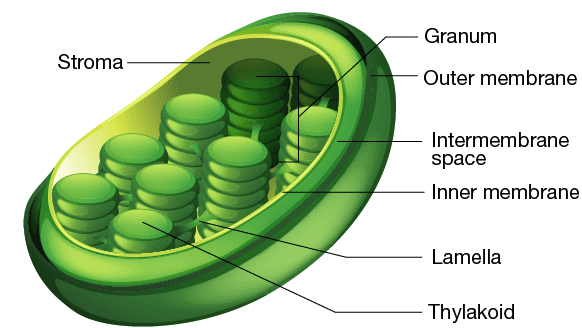 Granum
Stroma
Outer membrane
Intermembrane
space
Inner membrane
Lamella
Thylakoid